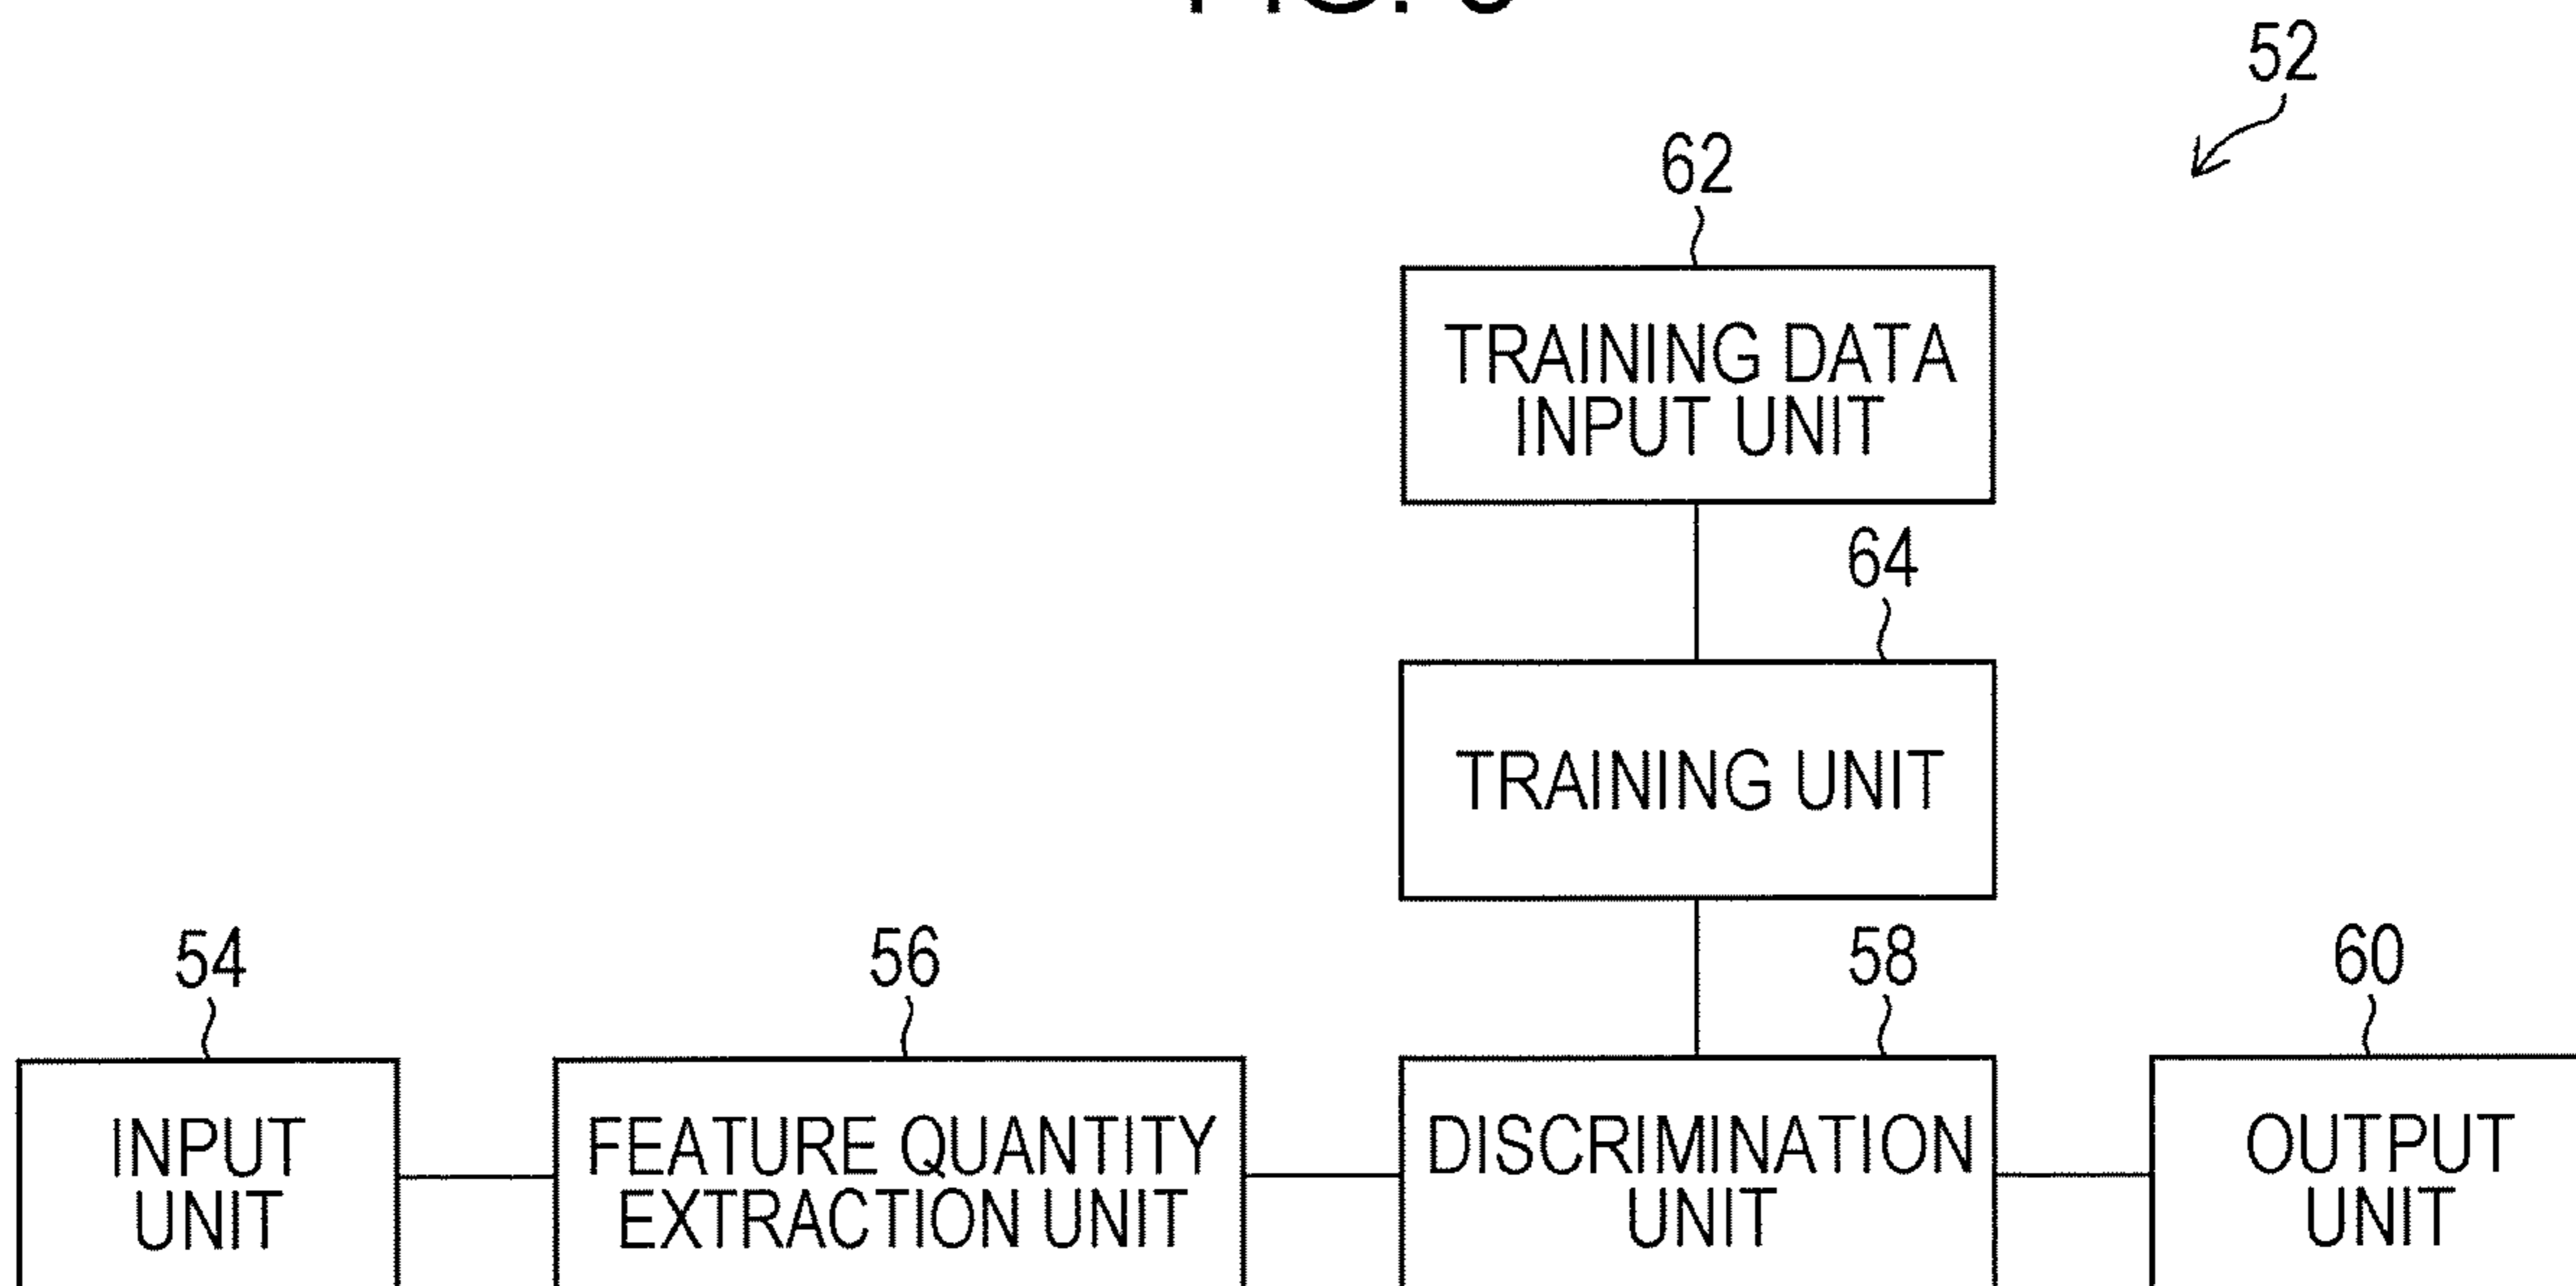 52
62
TRAINING DATA
INPUT UNIT
64
TRAINING UNIT
54
56
58
60
INPUT
UNIT
FEATURE QUANTITY
EXTRACTION UNIT
DISCRIMINATION
UNIT
OUTPUT
UNIT